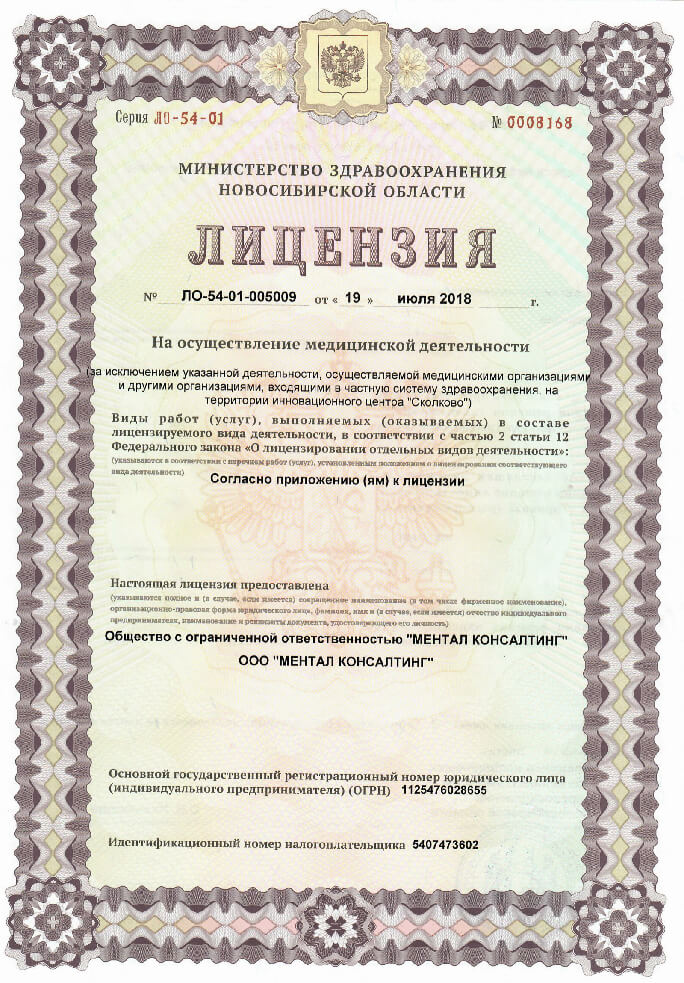 Серия ЛО-54-01
№ 0008168
МИНИСТЕРСТВО ЗДРАВООХРАНЕНИЯ
НОВОСИБИРСКОЙ ОБЛАСТИ
ЛИЦЕНЗИЯ
№ ЛО-54-01-005009 от « 19 » июля 2018 г.
На осуществление медицинской деятельности
(за исключением указанной деятельности, осуществляемой медицинскими организациями
и другими организациями, входящими в частную систему здравоохранения, на
территории инновационного центра "Сколково")
Виды работ (услуг), выполняемых (оказываемых) в составе
лицензируемого вида деятельности, в соответствии с частью 2 статьи 12
Федерального закона «О лицензировании отдельных видов деятельности»:
(указываются в соответствии с перечнем работ (услуг), установленным положением о лицензировании соответствующего
вида деятельности)
Согласно приложению (ям) к лицензии
Настоящая лицензия предоставлена
(указываются полное и (в случае, если имеется) сокращенное наименование (в том числе фирменное наименование),
организационно-правовая форма юридического лица, фамилия, имя и (в случае, если имеется) отчество индивидуального
предпринимателя, наименование и реквизиты документа, удостоверяющего его личность)
Общество с ограниченной ответственностью "МЕНТАЛ КОНСАЛТИНГ"
ООО "МЕНТАЛ КОНСАЛТИНГ"
Основной государственный регистрационный номер юридического лица
(индивидуального предпринимателя) (ОГРН) 1125476028655
Идентификационный номер налогоплательщика 5407473602